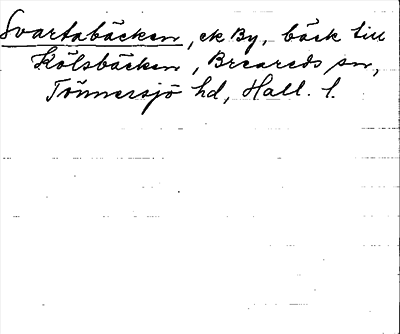 Svartabäcken, ek By, bäck till
Kölsbäcken, Breareds sn,
Tönnersjö hd, Hall. l.